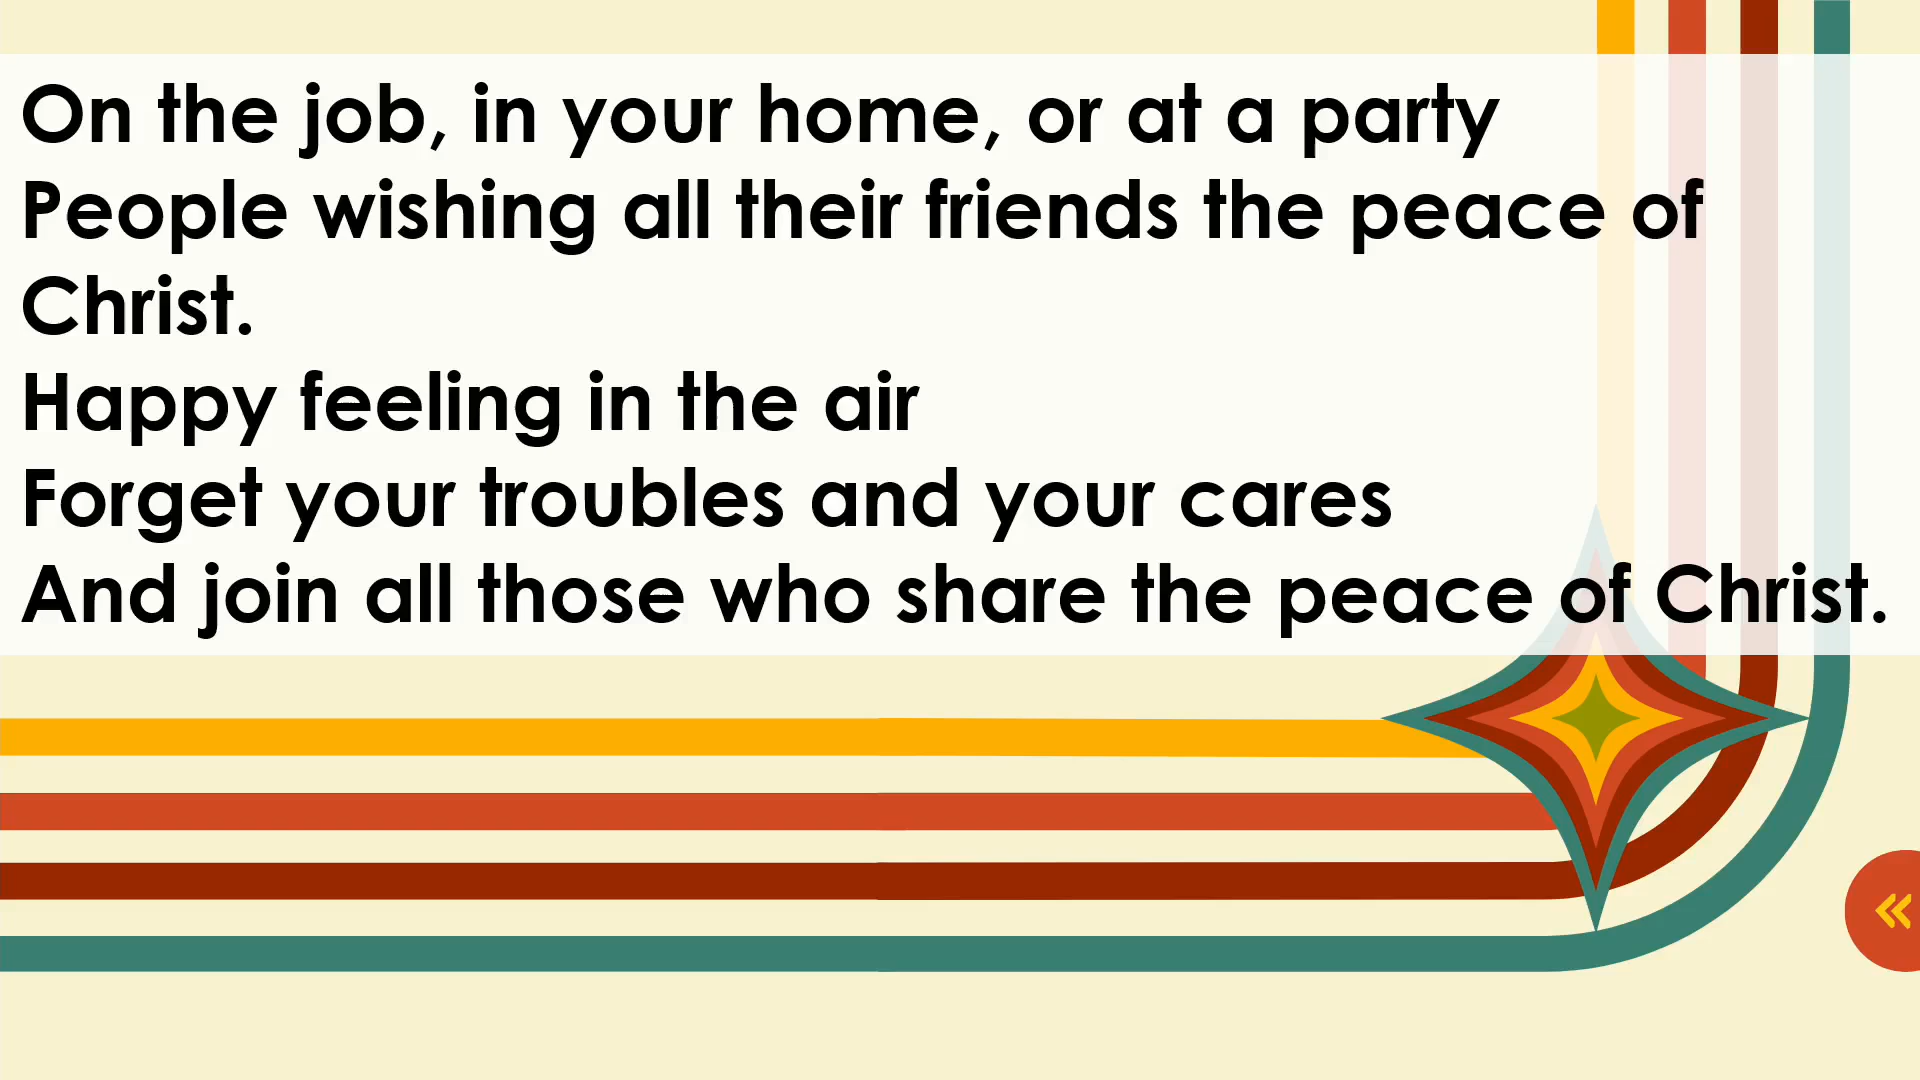 On the job, in your home, or at a party
People wishing all their friends the peace of
Christ.
Happy feeling in the air
Forget your troubles and your cares
And join all those who share the peace of Christ.